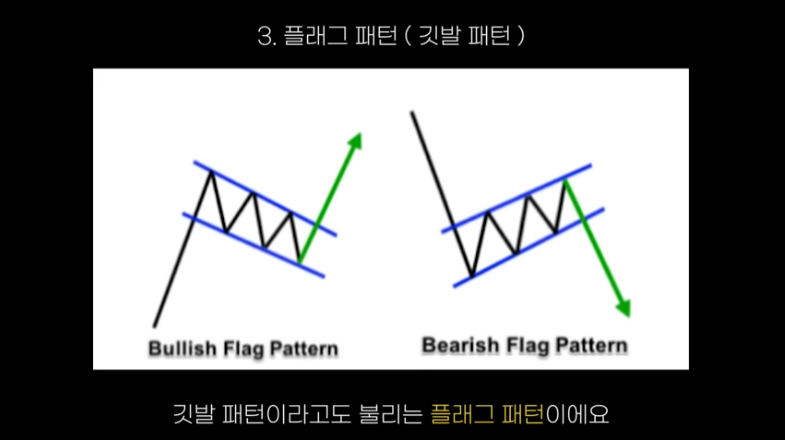 3. 플래그 패턴 ( 깃발 패턴 )
Bullish Flag Pattern
Bearish Flag Pattern
깃발 패턴이라고도 불리는 플래그 패턴이에요